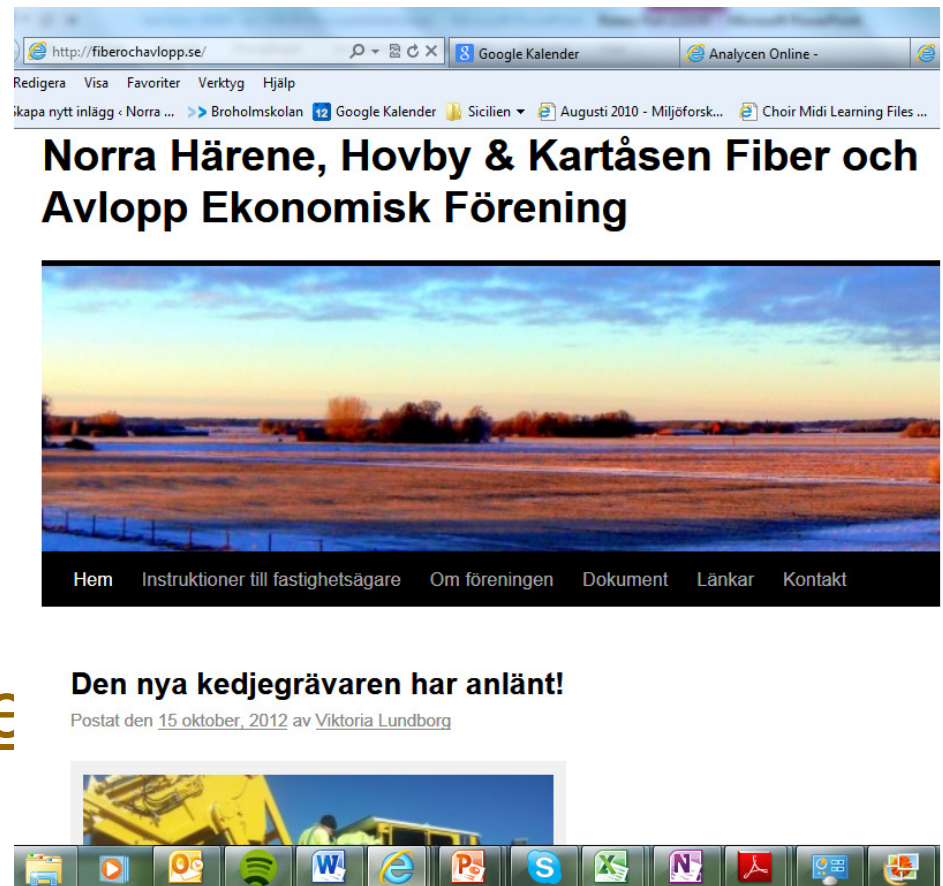 http://fiberochavlopp.se/
Google Kalender
Analycen Online -
Redigera Visa Favoriter Verktyg Hjälp
Skapa nytt inlägg ‹ Norra ... >> Broholmskolan 12 Google Kalender Sicilien Augusti 2010 - Miljöforsk... Choir Midi Learning Files ...
Norra Härene, Hovby & Kartåsen Fiber och
Avlopp Ekonomisk Förening
Hem Instruktioner till fastighetsägare Om föreningen Dokument Länkar Kontakt
Den nya kedjegrävaren har anlänt!
Postat den 15 oktober, 2012 av Viktoria Lundborg
e